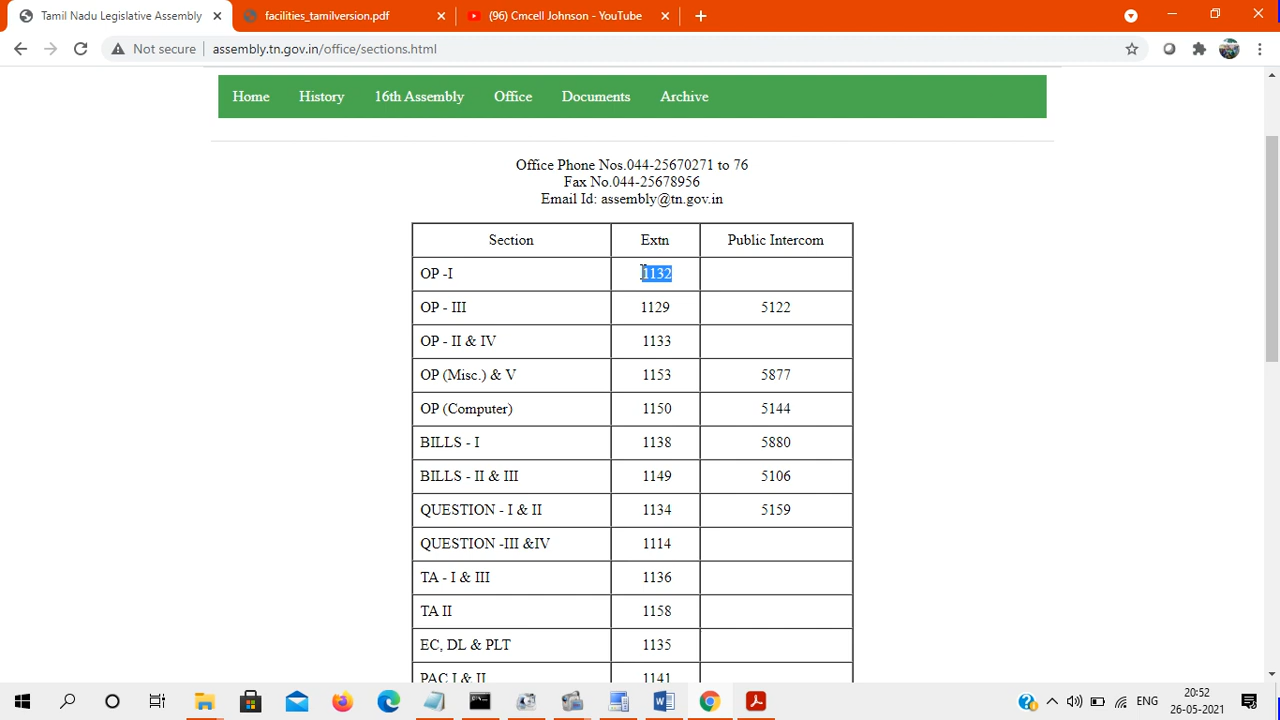 Tamil Nadu Legislative Assembly
facilities_tamilversion.pdf
(96) Cmcell Johnson - YouTube
Not secure
assembly.tn.gov.in/office/sections.html
Home History 16th Assembly Office Documents Archive
Office Phone Nos.044-25670271 to 76
Fax No.044-25678956
Email Id: assembly@tn.gov.in
Section Extn Public Intercom
OP -I 1132
OP - III 1129 5122
OP - II & IV 1133
OP (Misc.) & V 1153 5877
OP (Computer) 1150 5144
BILLS - I 1138 5880
BILLS - II & III 1149 5106
QUESTION - I & II 1134 5159
QUESTION -III &IV 1114
TA - I & III 1136
TA II 1158
EC, DL & PLT 1135
PAC I & II 1141
ENG
20:52
26-05-2021